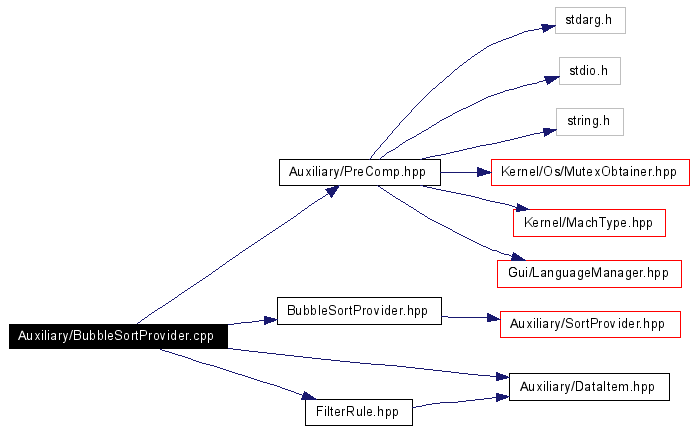 stdarg.h
stdio.h
string.h
Auxiliary/PreComp.hpp
Kernel/Os/MutexObtainer.hpp
Kernel/MachType.hpp
Gui/LanguageManager.hpp
BubbleSortProvider.hpp
Auxiliary/SortProvider.hpp
Auxiliary/BubbleSortProvider.cpp
Auxiliary/DataItem.hpp
FilterRule.hpp